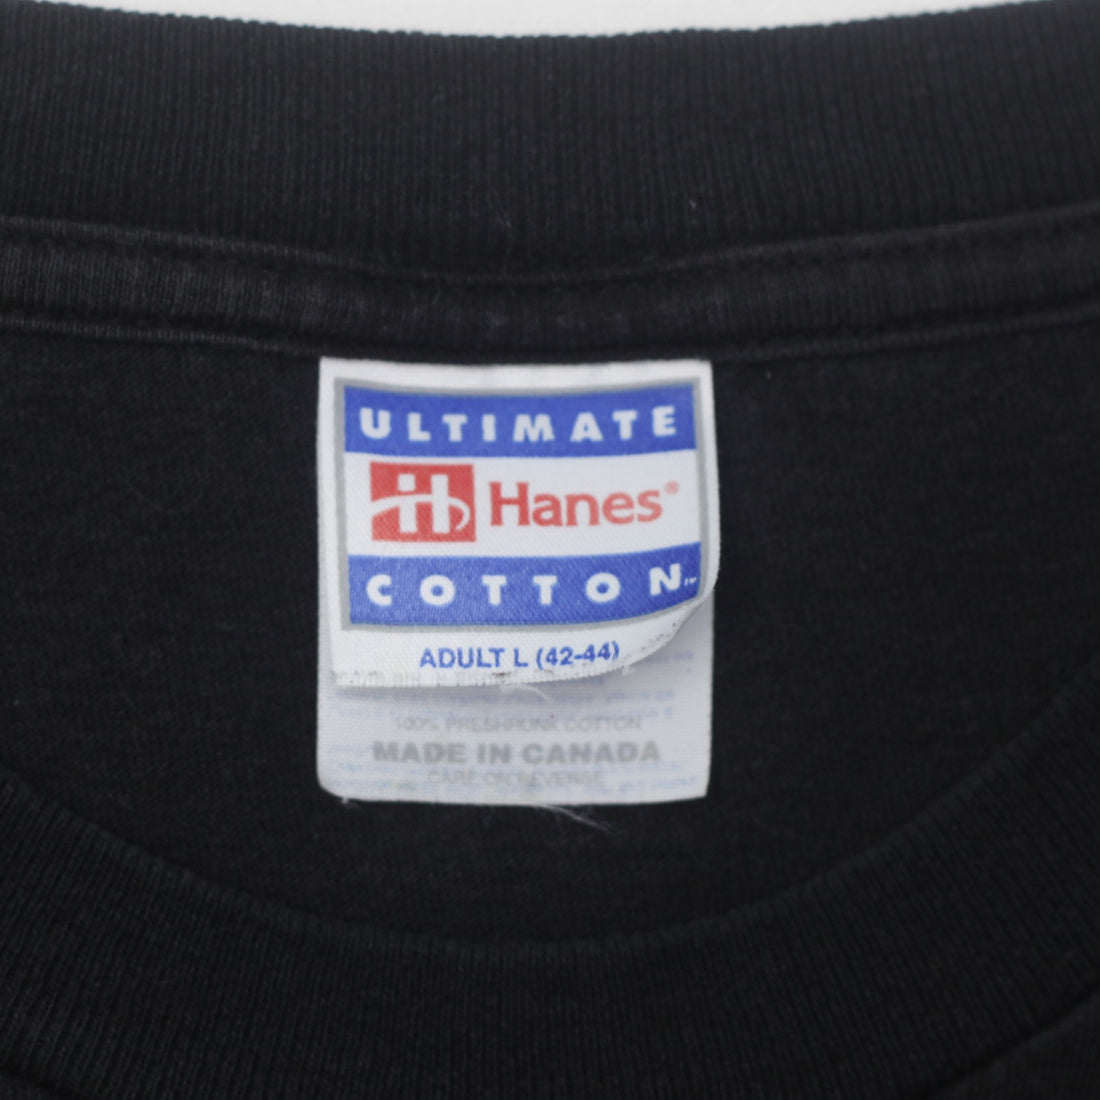 ULTIMATE
Hanes®
COTTON™
ADULT L (42-44)
100% PRESHRUNK COTTON
MADE IN CANADA
CARE ON REVERSE